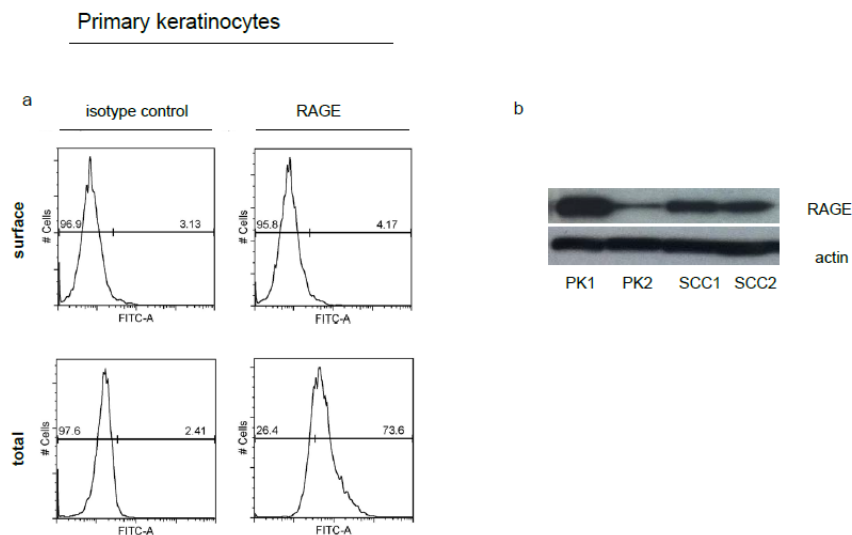 Primary keratinocytes
a
isotype control
RAGE
surface
# Cells
96.9
3.13
FITC-A
# Cells
95.8
4.17
FITC-A
total
# Cells
97.6
2.41
FITC-A
# Cells
26.4
73.6
FITC-A
b
RAGE
actin
PK1 PK2 SCC1 SCC2